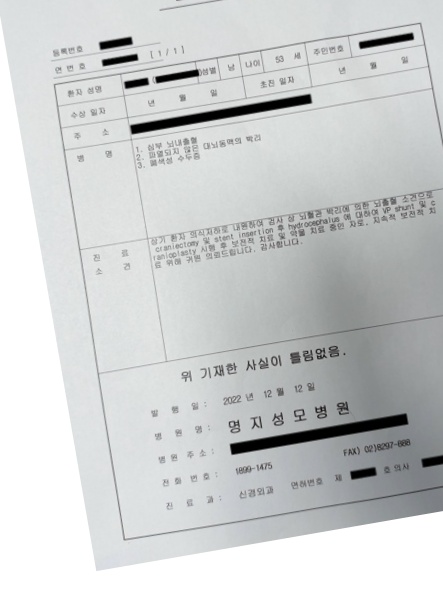 등록번호
연 번 호 [ 1 / 1 ]
환자 성명 ( )성별 남 나이 53 세 주민번호
수상 일자 년 월 일 초진 일자 년 월 일
주 소
병 명 1. 심부 뇌내출혈
2. 파열되지 않은 대뇌동맥의 박리
3. 폐색성 수두증
진 료 소 견
상기 환자 의식저하로 내원하여 검사 상 뇌혈관 박리에 의한 뇌출혈 소견으로
craniectomy 및 stent insertion 후 hydrocephalus 에 대하여 VP shunt 및 c
ranioplasty 시행 후 보전적 치료 및 약물 치료 중인 자로, 지속적 보전적 치
료 위해 귀원 의뢰드립니다. 감사합니다.
위 기재한 사실이 틀림없음.
발 행 일 : 2022 년 12 월 12 일
병 원 명 : 명 지 성 모 병 원
병원 주소 :
전화 번호 : 1899-1475 FAX) 02)8297-888
진 료 과 : 신경외과 면허번호 제 호 의사